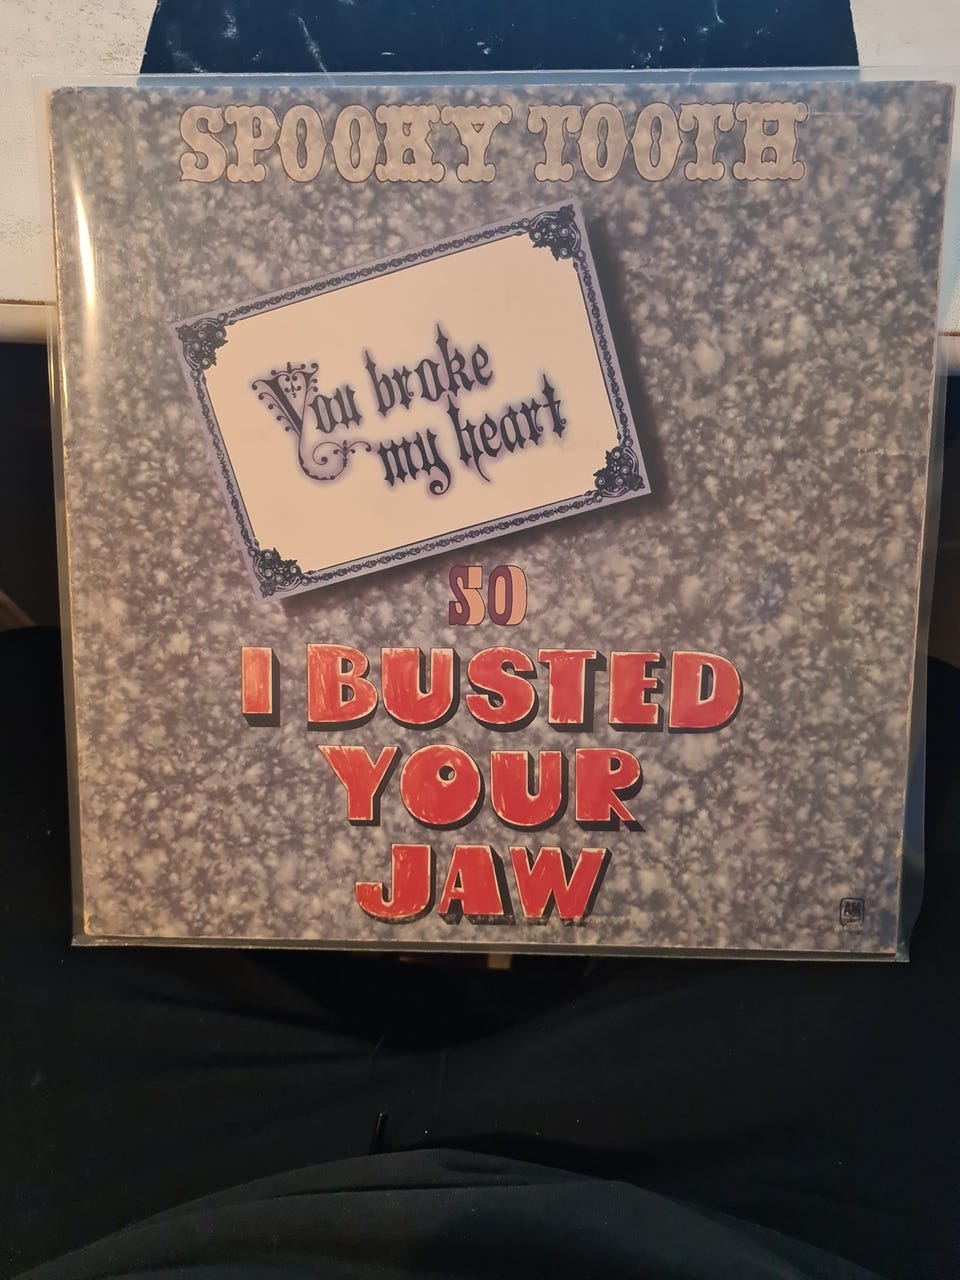 SPOOKY TOOTH
You broke
my heart
SO
I BUSTED
YOUR
JAW
A&M